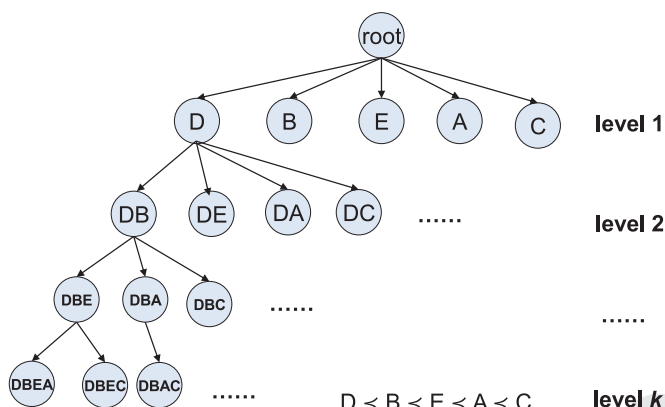 root
D B E A C level 1
DB DE DA DC ...... level 2
DBE DBA DBC ...... ......
DBEA DBEC DBAC ...... D ≺ B ≺ E ≺ A ≺ C level k